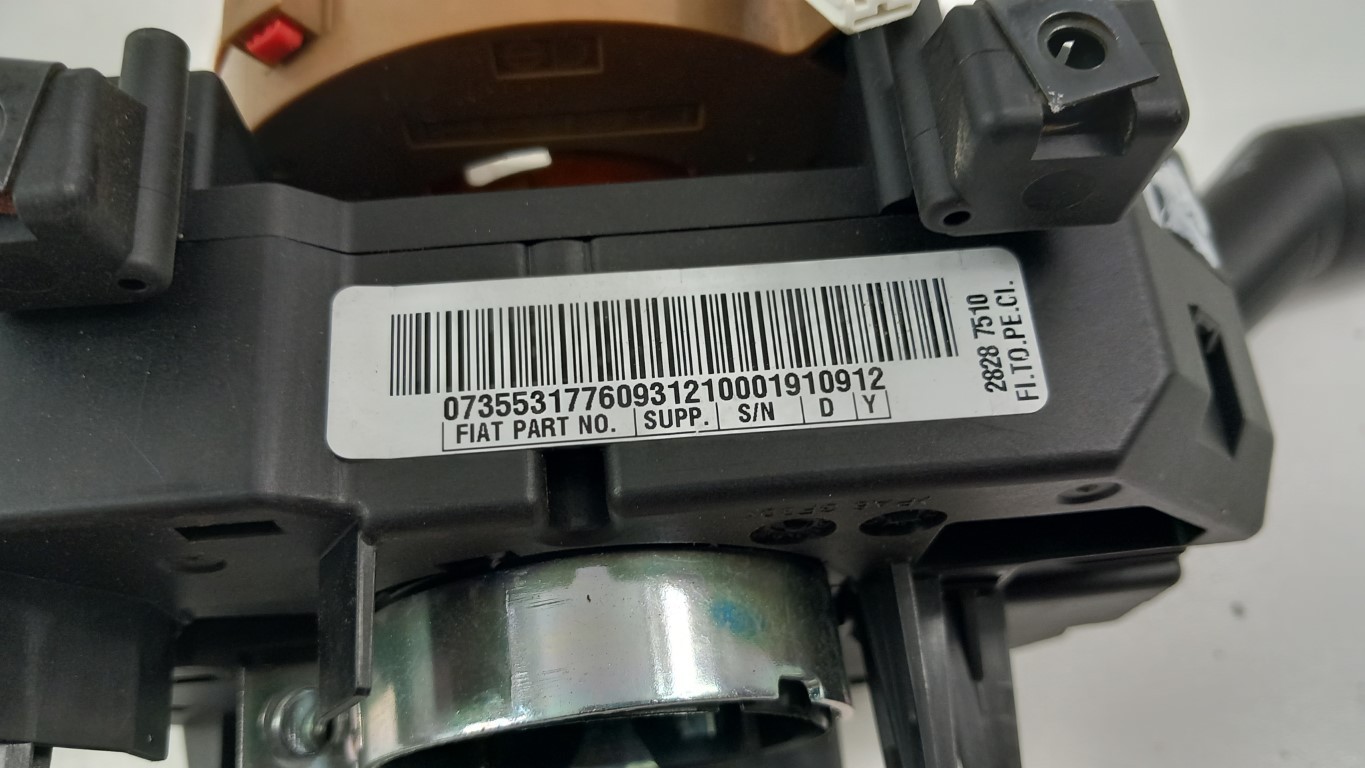 07355317760931210001910912
FIAT PART NO. SUPP. S/N D Y
2828 7510
FI.TO.PE.CI.